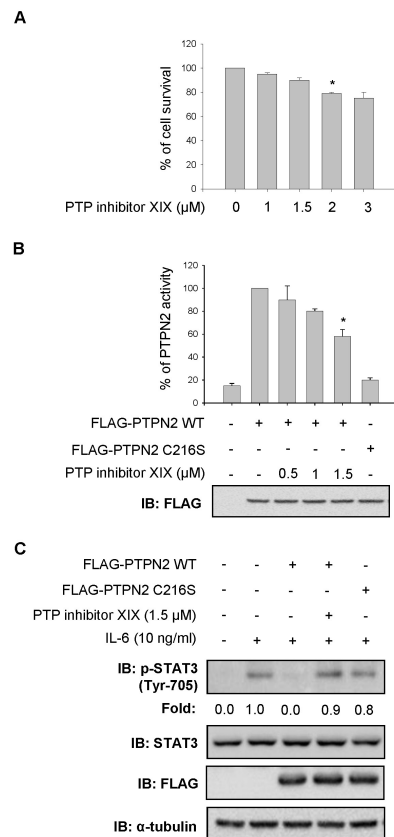 A
120
100
80
60
40
20
0
% of cell survival
*
PTP inhibitor XIX (μM) 0 1 1.5 2 3
B
120
100
80
60
40
20
0
% of PTPN2 activity
*
FLAG-PTPN2 WT - + + + + -
FLAG-PTPN2 C216S - - - - - +
PTP inhibitor XIX (μM) - - 0.5 1 1.5 -
IB: FLAG
C
FLAG-PTPN2 WT - - + + -
FLAG-PTPN2 C216S - - - - +
PTP inhibitor XIX (1.5 μM) - - - + -
IL-6 (10 ng/ml) - + + + +
IB: p-STAT3
(Tyr-705)
Fold: 0.0 1.0 0.0 0.9 0.8
IB: STAT3
IB: FLAG
IB: α-tubulin